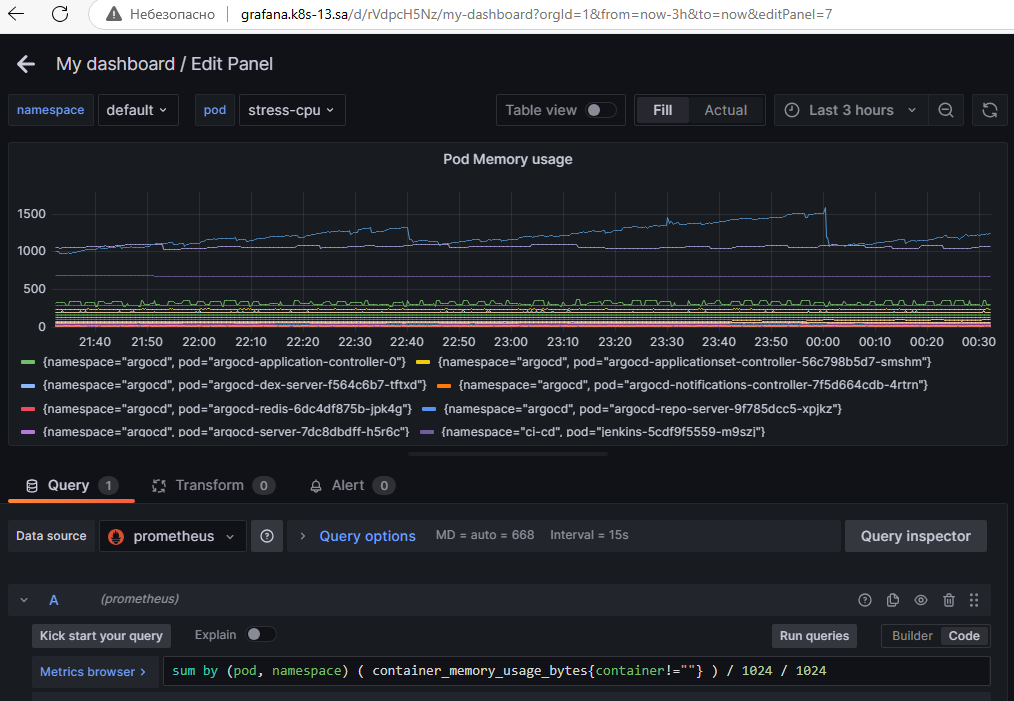 Небезопасно grafana.k8s-13.sa/d/rVdpcH5Nz/my-dashboard?orgId=1&from=now-3h&to=now&editPanel=7
My dashboard / Edit Panel
namespace default pod stress-cpu Table view Fill Actual Last 3 hours
Pod Memory usage
1500
1000
500
0
21:40 21:50 22:00 22:10 22:20 22:30 22:40 22:50 23:00 23:10 23:20 23:30 23:40 23:50 00:00 00:10 00:20 00:30
{namespace="argocd", pod="argocd-application-controller-0"} {namespace="argocd", pod="argocd-applicationset-controller-56c798b5d7-smshm"}
{namespace="argocd", pod="argocd-dex-server-f564c6b7-tftxd"} {namespace="argocd", pod="argocd-notifications-controller-7f5d664cdb-4rtrn"}
{namespace="argocd", pod="argocd-redis-6dc4df875b-jpk4g"} {namespace="argocd", pod="argocd-repo-server-9f785dcc5-xpjkz"}
{namespace="argocd", pod="argocd-server-7dc8dbdff-h5r6c"} {namespace="ci-cd", pod="jenkins-5cdf9f5559-m9szj"}
Query 1 Transform 0 Alert 0
Data source prometheus Query options MD = auto = 668 Interval = 15s Query inspector
A (prometheus)
Kick start your query Explain Run queries Builder Code
Metrics browser > sum by (pod, namespace) ( container_memory_usage_bytes{container!=""} ) / 1024 / 1024